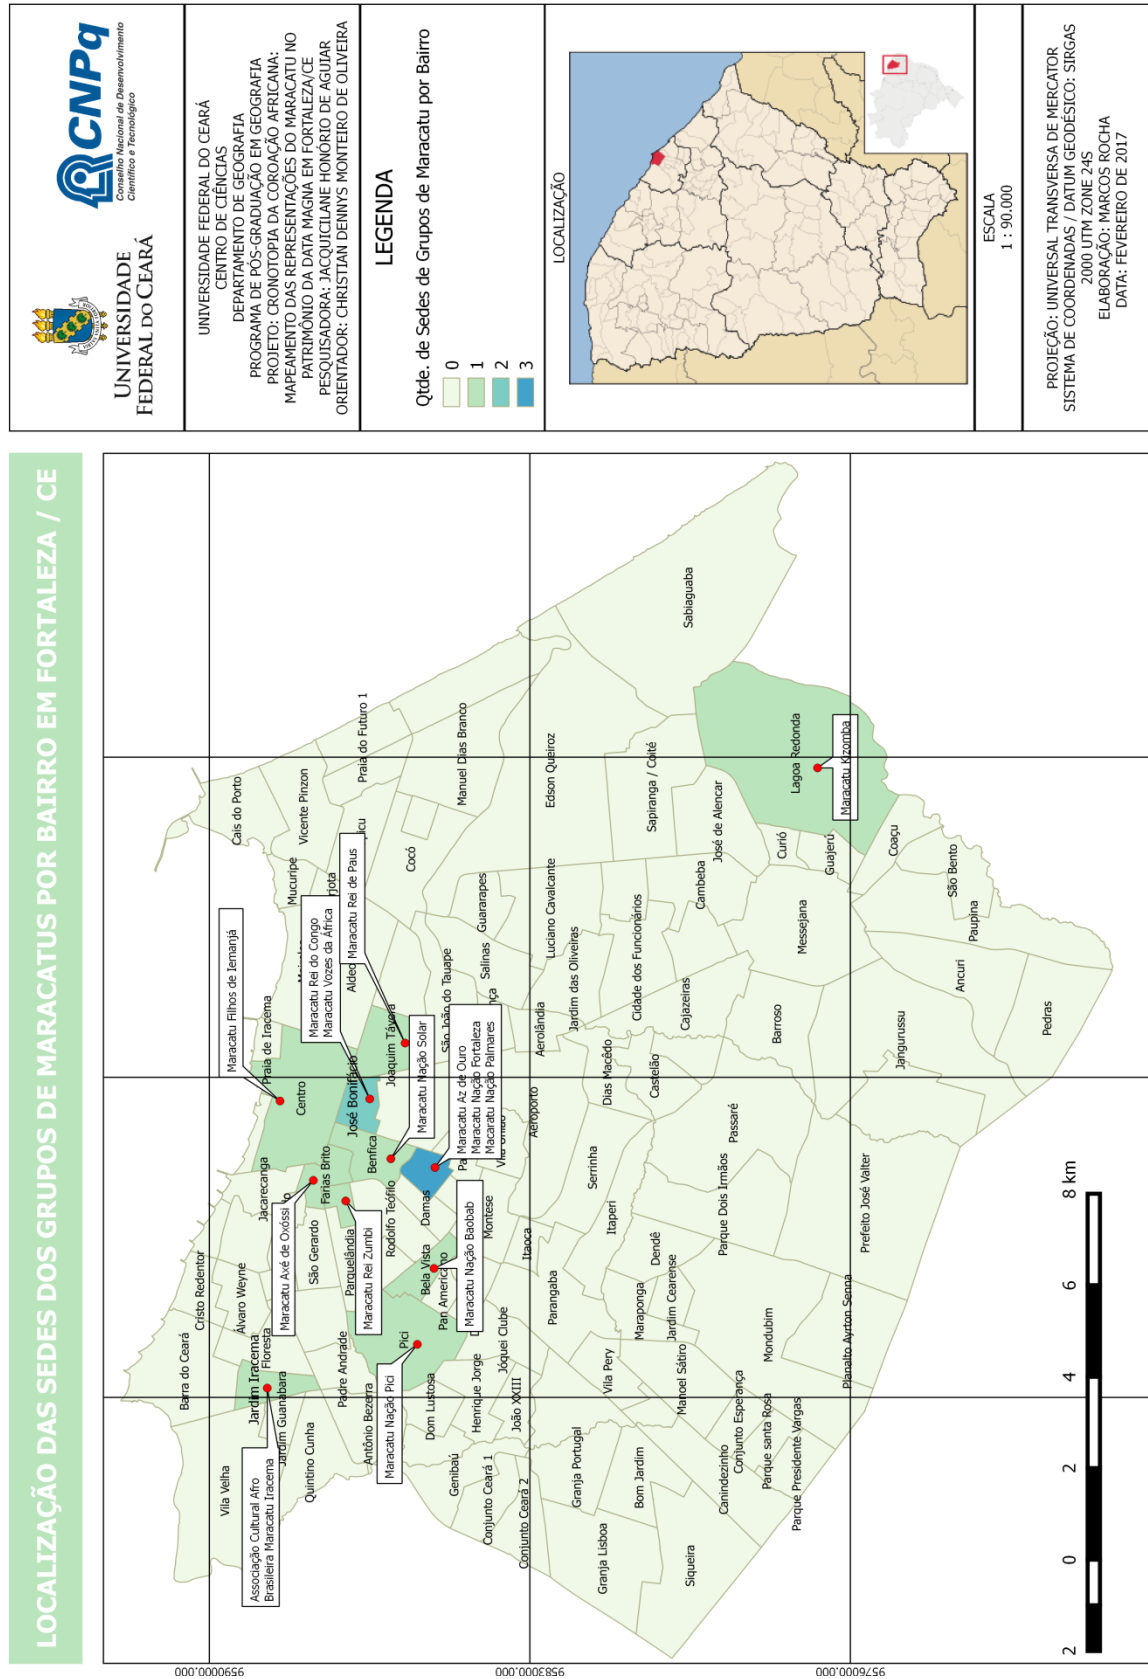 LOCALIZAÇÃO DAS SEDES DOS GRUPOS DE MARACATUS POR BAIRRO EM FORTALEZA / CE
Maracatu Filhos de Iemanjá
Maracatu Rei do Congo
Maracatu Vozes da África
Maracatu Rei de Paus
Maracatu Nação Solar
Maracatu Az de Ouro
Maracatu Nação Fortaleza
Macaratu Nação Palmares
Maracatu Nação Baobab
Maracatu Rei Zumbi
Maracatu Axé de Oxóssi
Maracatu Nação Pici
Associação Cultural Afro
Brasileira Maracatu Iracema
Maracatu Kizomba
Vila Velha
Barra do Ceará
Cristo Redentor
Jardim Iracema
Floresta
Jardim Guanabara
Álvaro Weyne
Jacarecanga
Quintino Cunha
São Gerardo
Farias Brito
Centro
Praia de Iracema
Mucuripe
Cais do Porto
Vicente Pinzon
Praia do Futuro 1
Padre Andrade
Parquelândia
Benfica
José Bonifácio
Joaquim Távora
Antônio Bezerra
Pici
Rodolfo Teófilo
Damas
Bela Vista
Pan Americano
Dom Lustosa
Cocó
Manuel Dias Branco
São João do Tauape
Salinas
Guararapes
Genibaú
Henrique Jorge
Jóquei Clube
João XXIII
Montese
Itaoca
Conjunto Ceará 1
Conjunto Ceará 2
Aeroporto
Aerolândia
Luciano Cavalcante
Edson Queiroz
Parangaba
Jardim das Oliveiras
Granja Portugal
Vila Pery
Serrinha
Dias Macêdo
Granja Lisboa
Bom Jardim
Maraponga
Itaperi
Dendê
Castelão
Cidade dos Funcionários
Sapiranga / Coité
Sabiaguaba
Jardim Cearense
Manoel Sátiro
Cajazeiras
Cambeba
José de Alencar
Siqueira
Canindezinho
Conjunto Esperança
Parque Dois Irmãos
Passaré
Parque santa Rosa
Mondubim
Barroso
Messejana
Curió
Lagoa Redonda
Guajerú
Parque Presidente Vargas
Planalto Ayrton Senna
Prefeito José Valter
Jangurussu
Coaçu
São Bento
Paupina
Ancuri
Pedras
9590000.000
9583000.000
9576000.000
2 0 2 4 6 8 km
UNIVERSIDADE
FEDERAL DO CEARÁ
CNPq
Conselho Nacional de Desenvolvimento
Científico e Tecnológico
UNIVERSIDADE FEDERAL DO CEARÁ
CENTRO DE CIÊNCIAS
DEPARTAMENTO DE GEOGRAFIA
PROGRAMA DE PÓS-GRADUAÇÃO EM GEOGRAFIA
PROJETO: CRONOTOPIA DA COROAÇÃO AFRICANA:
MAPEAMENTO DAS REPRESENTAÇÕES DO MARACATU NO
PATRIMÔNIO DA DATA MAGNA EM FORTALEZA/CE
PESQUISADORA: JACQUICILANE HONÓRIO DE AGUIAR
ORIENTADOR: CHRISTIAN DENNYS MONTEIRO DE OLIVEIRA
LEGENDA
Qtde. de Sedes de Grupos de Maracatu por Bairro
0
1
2
3
LOCALIZAÇÃO
ESCALA
1 : 90.000
PROJEÇÃO: UNIVERSAL TRANSVERSA DE MERCATOR
SISTEMA DE COORDENADAS / DATUM GEODÉSICO: SIRGAS
2000 UTM ZONE 24S
ELABORAÇÃO: MARCOS ROCHA
DATA: FEVEREIRO DE 2017